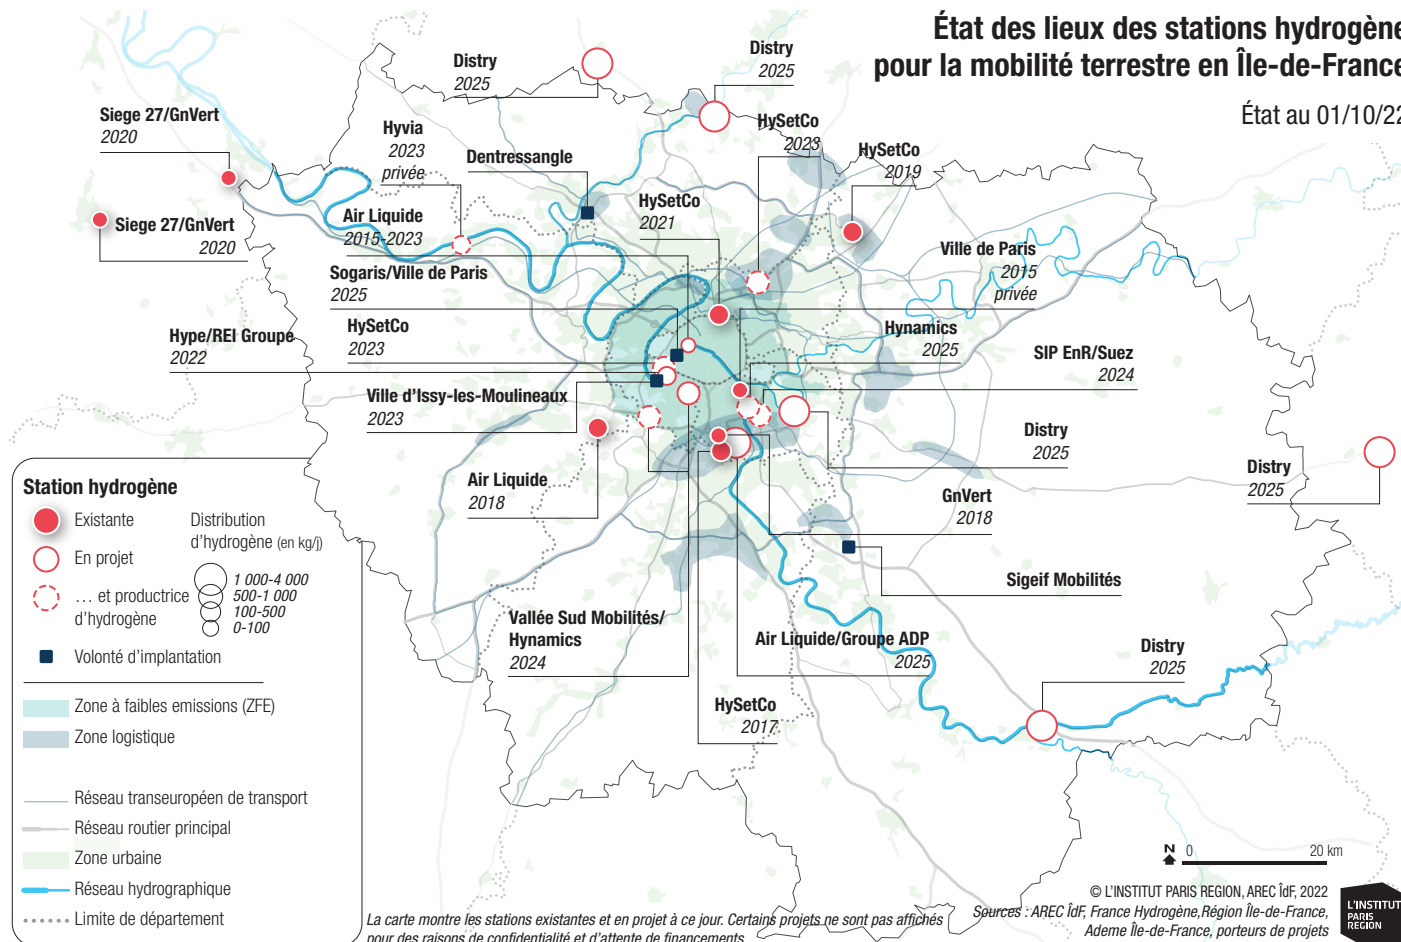 État des lieux des stations hydrogène
pour la mobilité terrestre en Île-de-France
État au 01/10/22
Distry
2025
Distry
2025
Siege 27/GnVert
2020
Hyvia
2023
privée
Dentressangle
HySetCo
2023
HySetCo
2019
Siege 27/GnVert
2020
Air Liquide
2015-2023
HySetCo
2021
Ville de Paris
2015
privée
Sogaris/Ville de Paris
2025
Hype/REI Groupe
2022
HySetCo
2023
Hynamics
2025
SIP EnR/Suez
2024
Ville d'Issy-les-Moulineaux
2023
Distry
2025
Distry
2025
Air Liquide
2018
GnVert
2018
Sigeif Mobilités
Vallée Sud Mobilités/
Hynamics
2024
Air Liquide/Groupe ADP
2025
Distry
2025
HySetCo
2017
Station hydrogène
Existante
En projet
… et productrice
d'hydrogène
Distribution
d'hydrogène (en kg/j)
1 000-4 000
500-1 000
100-500
0-100
Volonté d'implantation
Zone à faibles emissions (ZFE)
Zone logistique
Réseau transeuropéen de transport
Réseau routier principal
Zone urbaine
Réseau hydrographique
Limite de département
La carte montre les stations existantes et en projet à ce jour. Certains projets ne sont pas affichés
pour des raisons de confidentialité et d'attente de financements
N
0
20 km
© L'INSTITUT PARIS REGION, AREC ÎdF, 2022
Sources : AREC ÎdF, France Hydrogène,Région Île-de-France,
Ademe Île-de-France, porteurs de projets
L'INSTITUT
PARIS
REGION